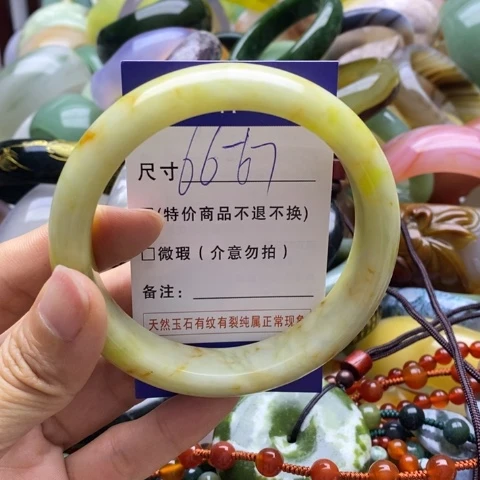 尺寸 66-67
(特价商品不退不换)
□微瑕(介意勿拍)
备注:
天然玉石有纹有裂纯属正常现象